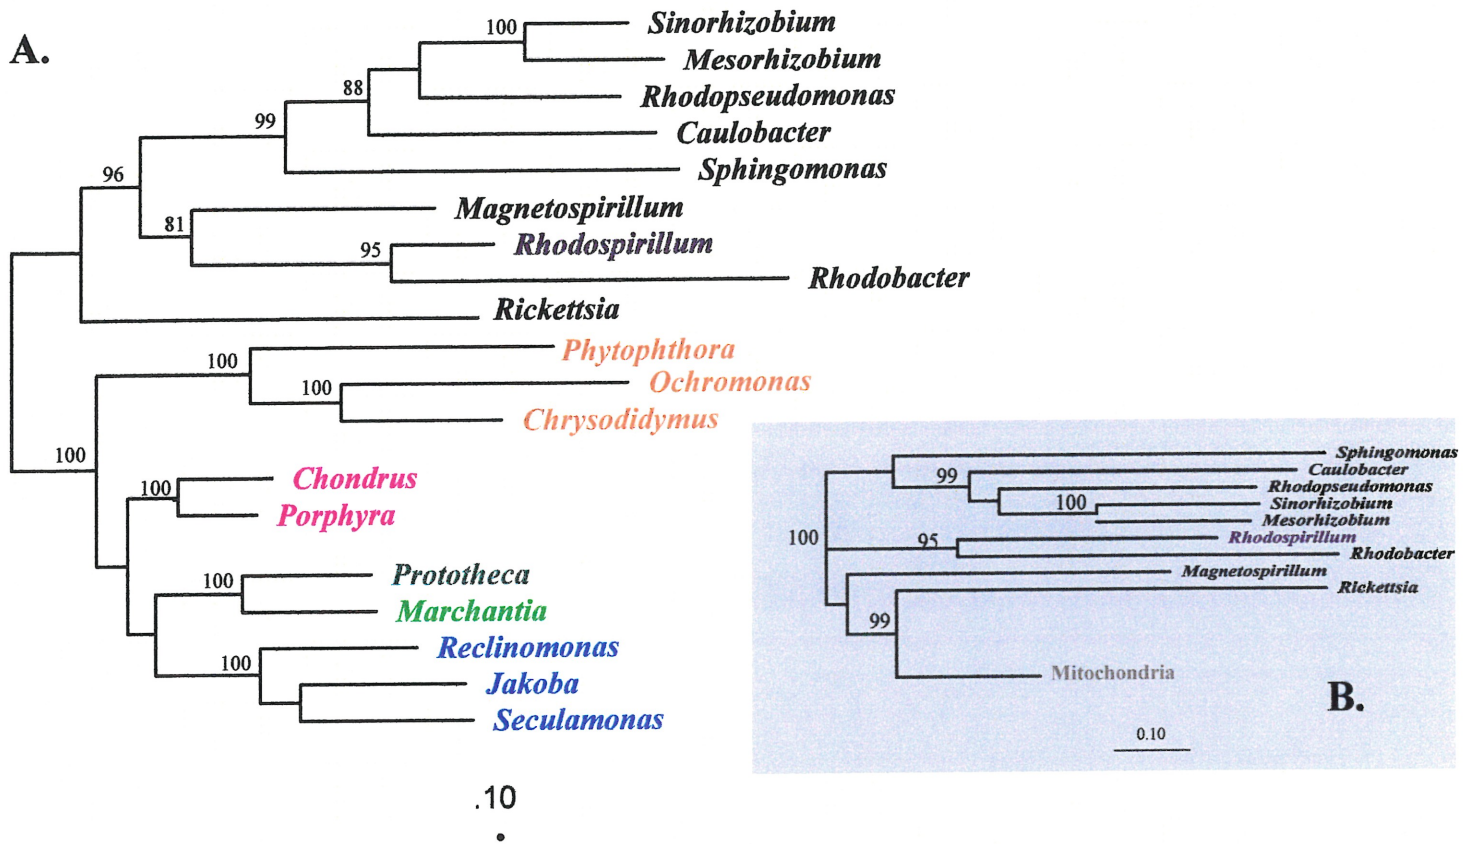 A.
100
Sinorhizobium
Mesorhizobium
88
Rhodopseudomonas
99
Caulobacter
Sphingomonas
96
Magnetospirillum
81
95
Rhodospirillum
Rhodobacter
Rickettsia
100
Phytophthora
100
Ochromonas
Chrysodidymus
100
100
Chondrus
Porphyra
100
Prototheca
Marchantia
100
Reclinomonas
Jakoba
Seculamonas
.10
Sphingomonas
99
Caulobacter
Rhodopseudomonas
100
Sinorhizobium
Mesorhizobium
100
95
Rhodospirillum
Rhodobacter
Magnetospirillum
Rickettsia
99
Mitochondria
B.
0.10